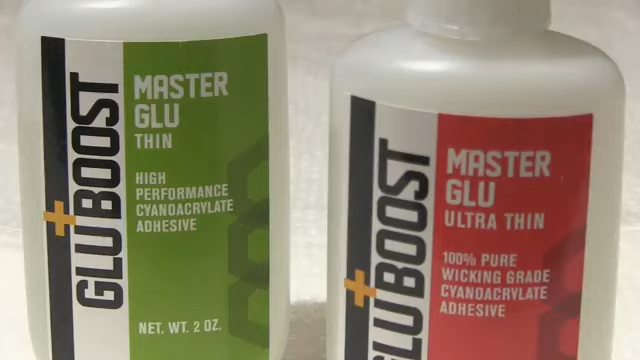 GLUBOOST
MASTER
GLU
THIN
HIGH
PERFORMANCE
CYANOACRYLATE
ADHESIVE
NET. WT. 2 OZ.
GLUBOOST
MASTER
GLU
ULTRA THIN
100% PURE
WICKING GRADE
CYANOACRYLATE
ADHESIVE